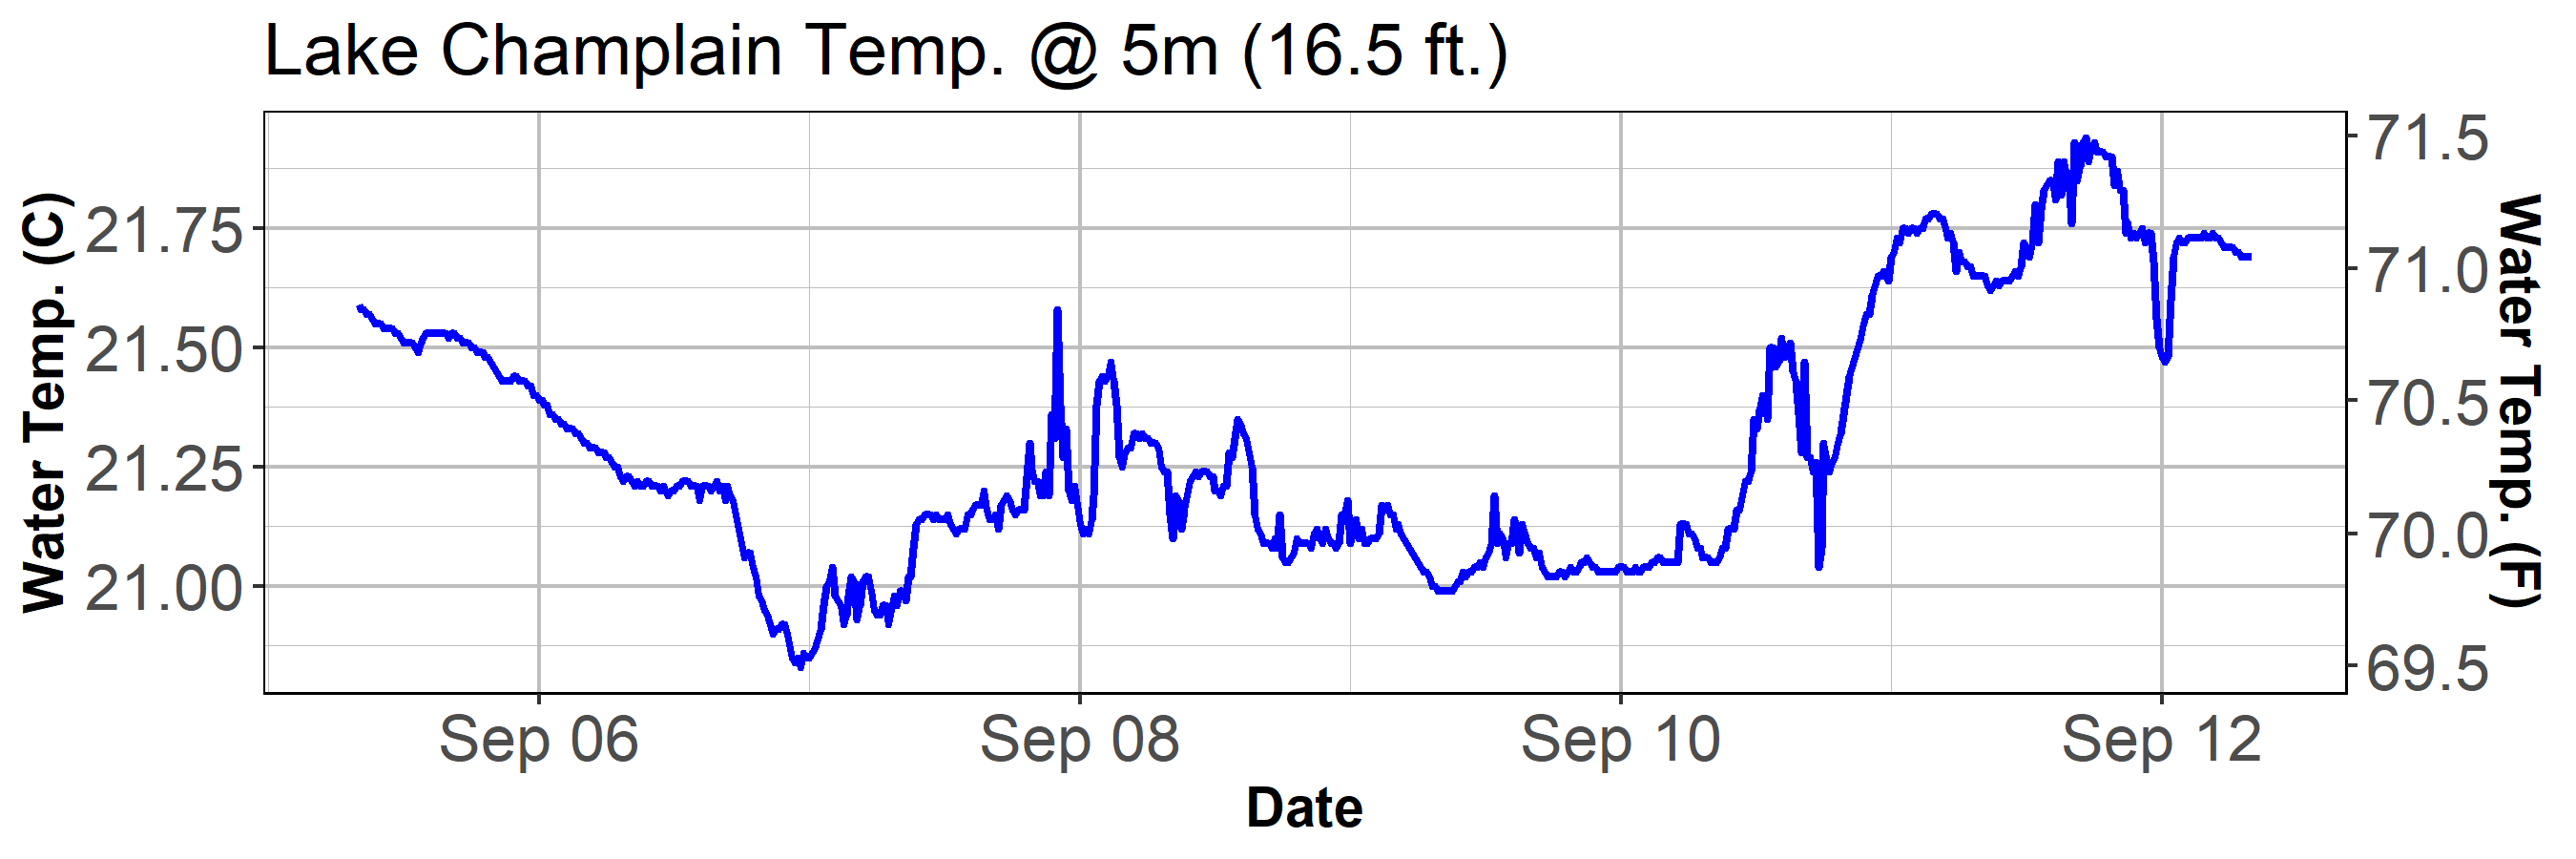 Lake Champlain Temp. @ 5m (16.5 ft.)
Water Temp. (C)
21.75
21.50
21.25
21.00
71.5
71.0
70.5
70.0
69.5
Water Temp. (F)
Sep 06
Sep 08
Sep 10
Sep 12
Date